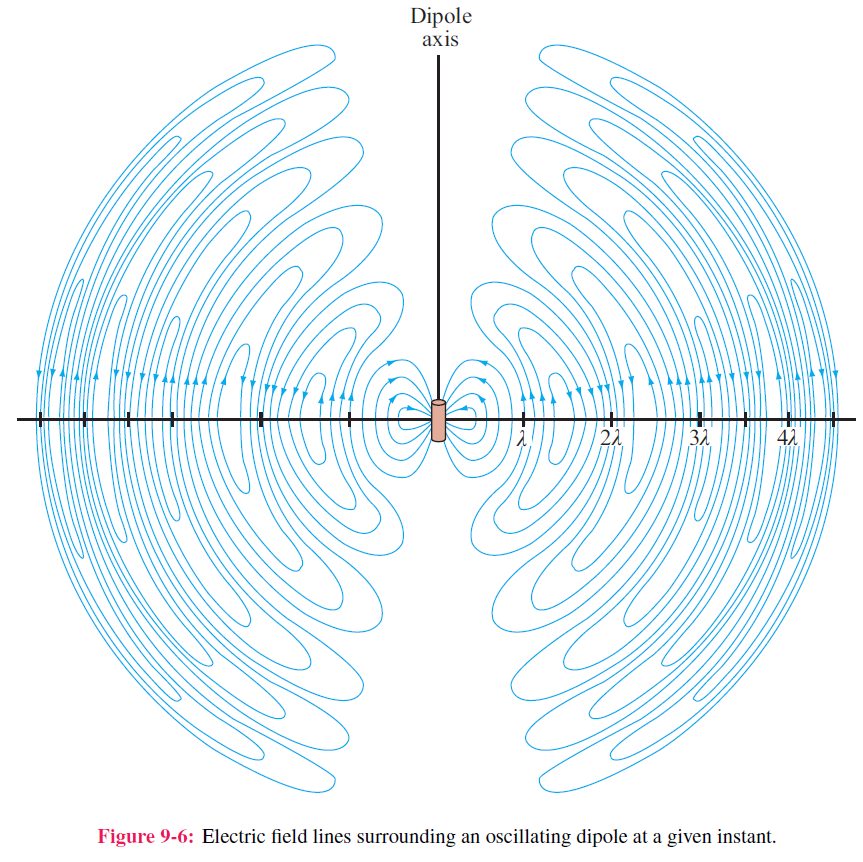 Dipole
axis
λ 2λ 3λ 4λ
Figure 9-6: Electric field lines surrounding an oscillating dipole at a given instant.